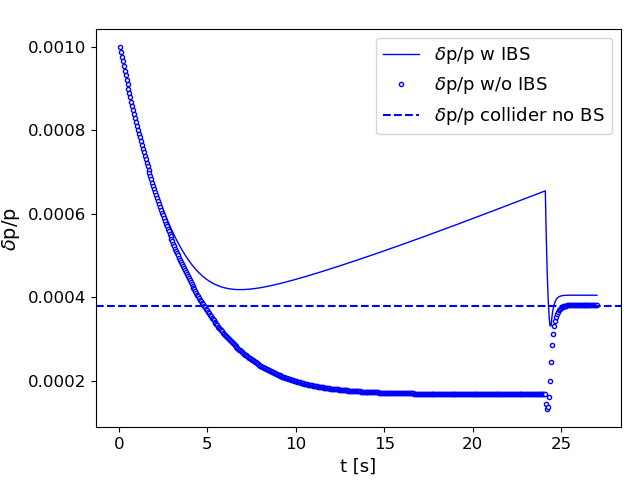 δp/p w IBS
δp/p w/o IBS
δp/p collider no BS
δp/p
0.0010
0.0008
0.0006
0.0004
0.0002
0 5 10 15 20 25
t [s]